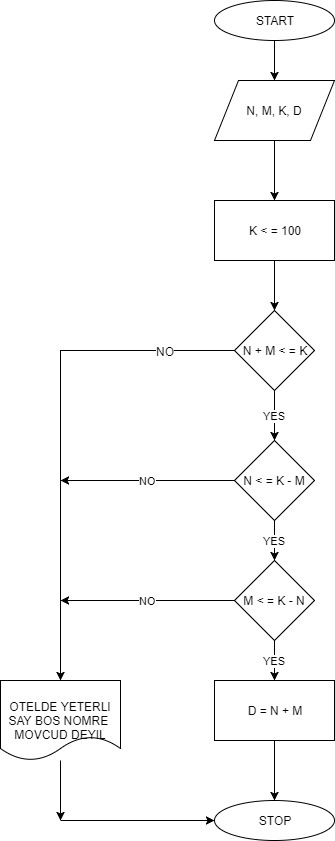 START
N, M, K, D
K < = 100
N + M < = K
NO
YES
N < = K - M
NO
YES
M < = K - N
NO
YES
OTELDE YETERLI
SAY BOS NOMRE
MOVCUD DEYIL
D = N + M
STOP